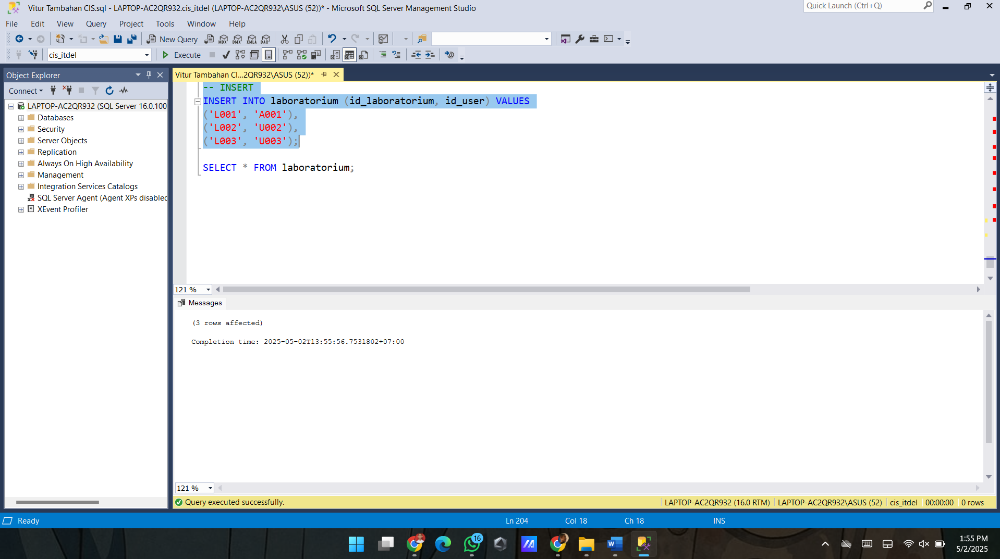 Vitur Tambahan CIS.sql - LAPTOP-AC2QR932.cis_itdel (LAPTOP-AC2QR932\ASUS (52))* - Microsoft SQL Server Management Studio
Quick Launch (Ctrl+Q)
File Edit View Query Project Tools Window Help
New Query
MDX DMX XMLA DAX
cis_itdel
Execute
Object Explorer
Connect
LAPTOP-AC2QR932 (SQL Server 16.0.100
Databases
Security
Server Objects
Replication
Always On High Availability
Management
Integration Services Catalogs
SQL Server Agent (Agent XPs disabled
XEvent Profiler
Vitur Tambahan CI...2QR932\ASUS (52))*
-- INSERT
INSERT INTO laboratorium (id_laboratorium, id_user) VALUES
('L001', 'A001'),
('L002', 'U002'),
('L003', 'U003');
SELECT * FROM laboratorium;
121 %
Messages
(3 rows affected)
Completion time: 2025-05-02T13:55:56.7531802+07:00
121 %
Query executed successfully.
LAPTOP-AC2QR932 (16.0 RTM) LAPTOP-AC2QR932\ASUS (52) cis_itdel 00:00:00 0 rows
Ready
Ln 204 Col 18 Ch 18 INS
16
1:55 PM
5/2/2025